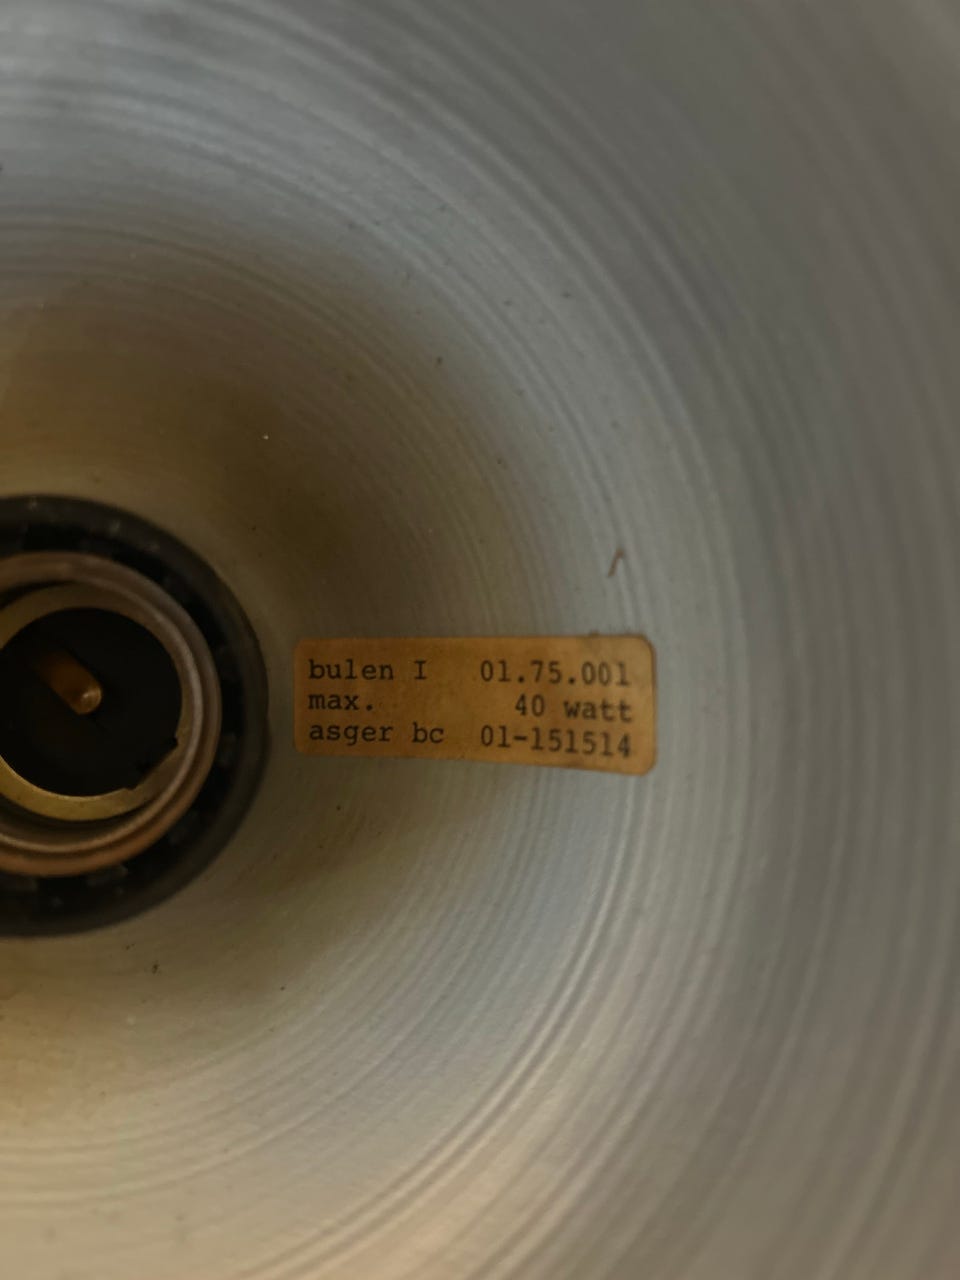 bulen I 01.75.001
max. 40 watt
asger bc 01-151514